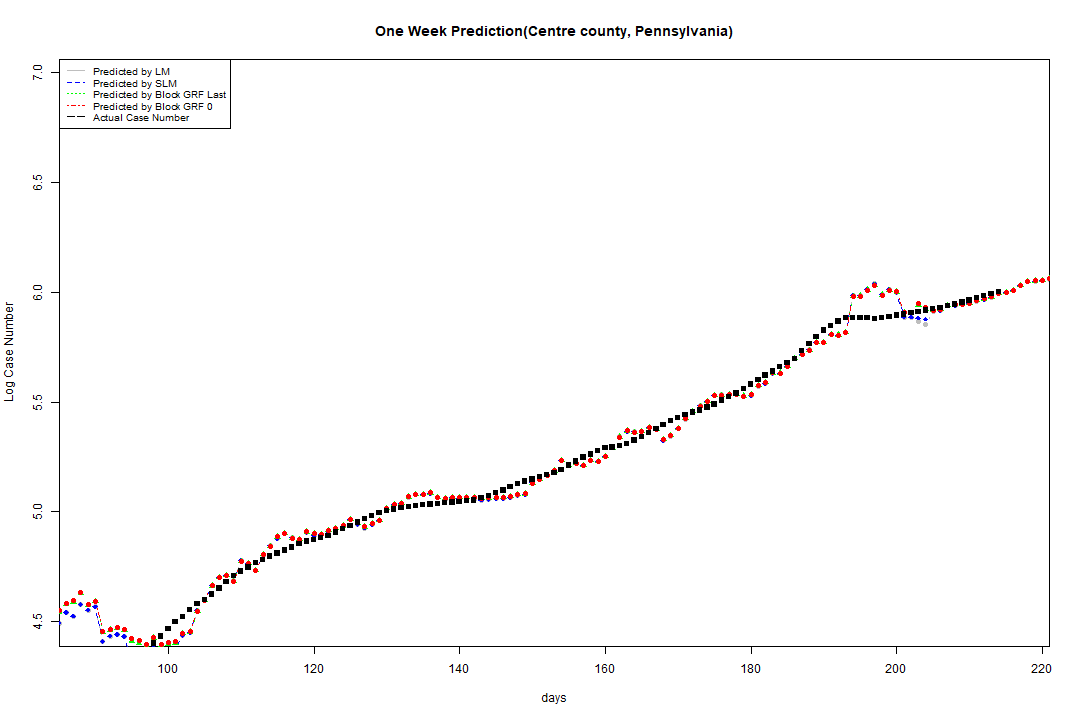 One Week Prediction(Centre county, Pennsylvania)
Predicted by LM
Predicted by SLM
Predicted by Block GRF Last
Predicted by Block GRF 0
Actual Case Number
7.0
6.5
6.0
5.5
5.0
4.5
Log Case Number
100 120 140 160 180 200 220
days